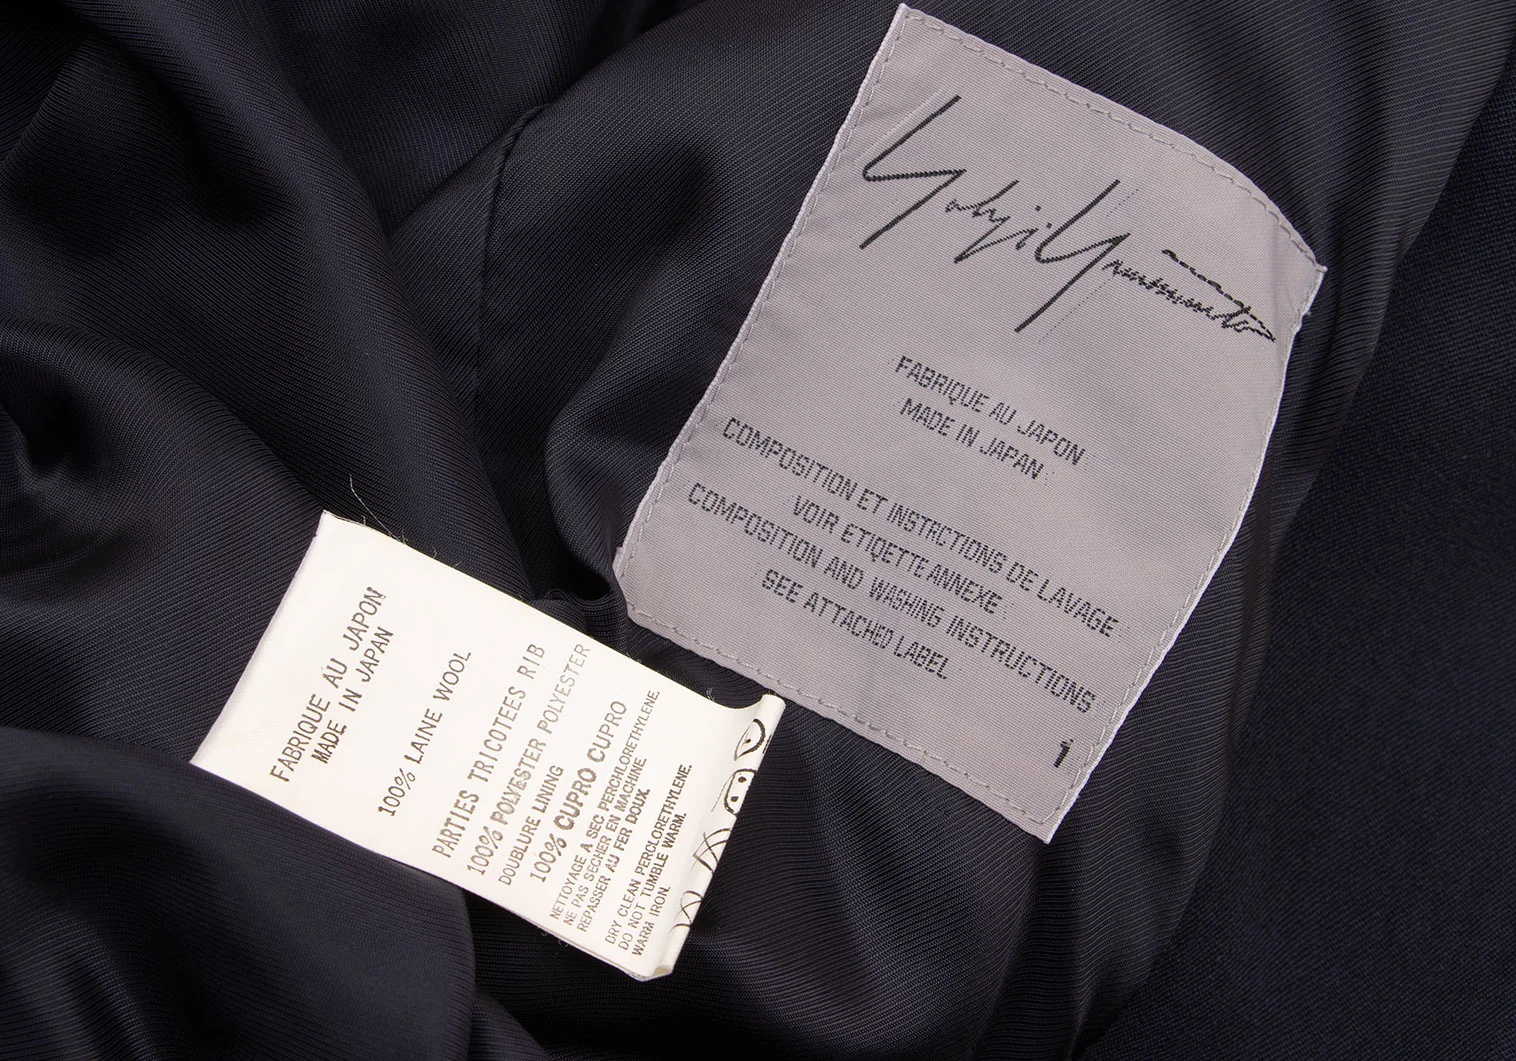 Yohji Yamamoto
FABRIQUE AU JAPON
MADE IN JAPAN
COMPOSITION ET INSTRCTIONS DE LAVAGE
VOIR ETIQETTE ANNEXE
COMPOSITION AND WASHING INSTRUCTIONS
SEE ATTACHED LABEL
1
FABRIQUE AU JAPON
MADE IN JAPAN
100% LAINE WOOL
PARTIES TRICOTEES RIB
100% POLYESTER POLYESTER
DOUBLURE LINING
100% CUPRO CUPRO
NETTOYAGE A SEC PERCHLORETHYLENE.
NE PAS SECHER EN MACHINE
REPASSER AU FER DOUX.
DRY CLEAN PERCLORETHYLENE.
DO NOT TUMBLE WARM.
WARM IRON.